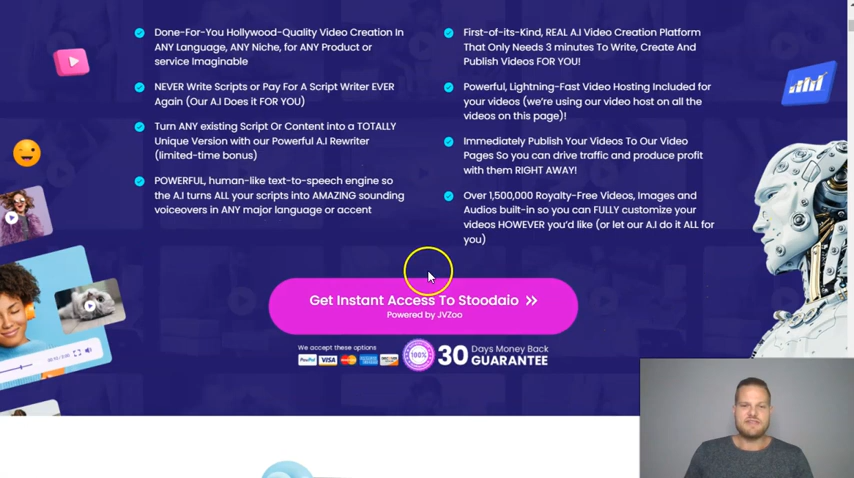 Done-For-You Hollywood-Quality Video Creation In
ANY Language, ANY Niche, for ANY Product or
service Imaginable
NEVER Write Scripts or Pay For A Script Writer EVER
Again (Our A.I Does it FOR YOU)
Turn ANY existing Script Or Content into a TOTALLY
Unique Version with our Powerful A.I Rewriter
(limited-time bonus)
POWERFUL, human-like text-to-speech engine so
the A.I turns ALL your scripts into AMAZING sounding
voiceovers in ANY major language or accent
First-of-its-Kind, REAL A.I Video Creation Platform
That Only Needs 3 minutes To Write, Create And
Publish Videos FOR YOU!
Powerful, Lightning-Fast Video Hosting Included for
your videos (we're using our video host on all the
videos on this page)!
Immediately Publish Your Videos To Our Video
Pages So you can drive traffic and produce profit
with them RIGHT AWAY!
Over 1,500,000 Royalty-Free Videos, Images and
Audios built-in so you can FULLY customize your
videos HOWEVER you'd like (or let our A.I do it ALL for
you)
Get Instant Access To Stoodaio »
Powered by JVZoo
We accept these options
PayPal VISA
100%
30 Days Money Back
GUARANTEE